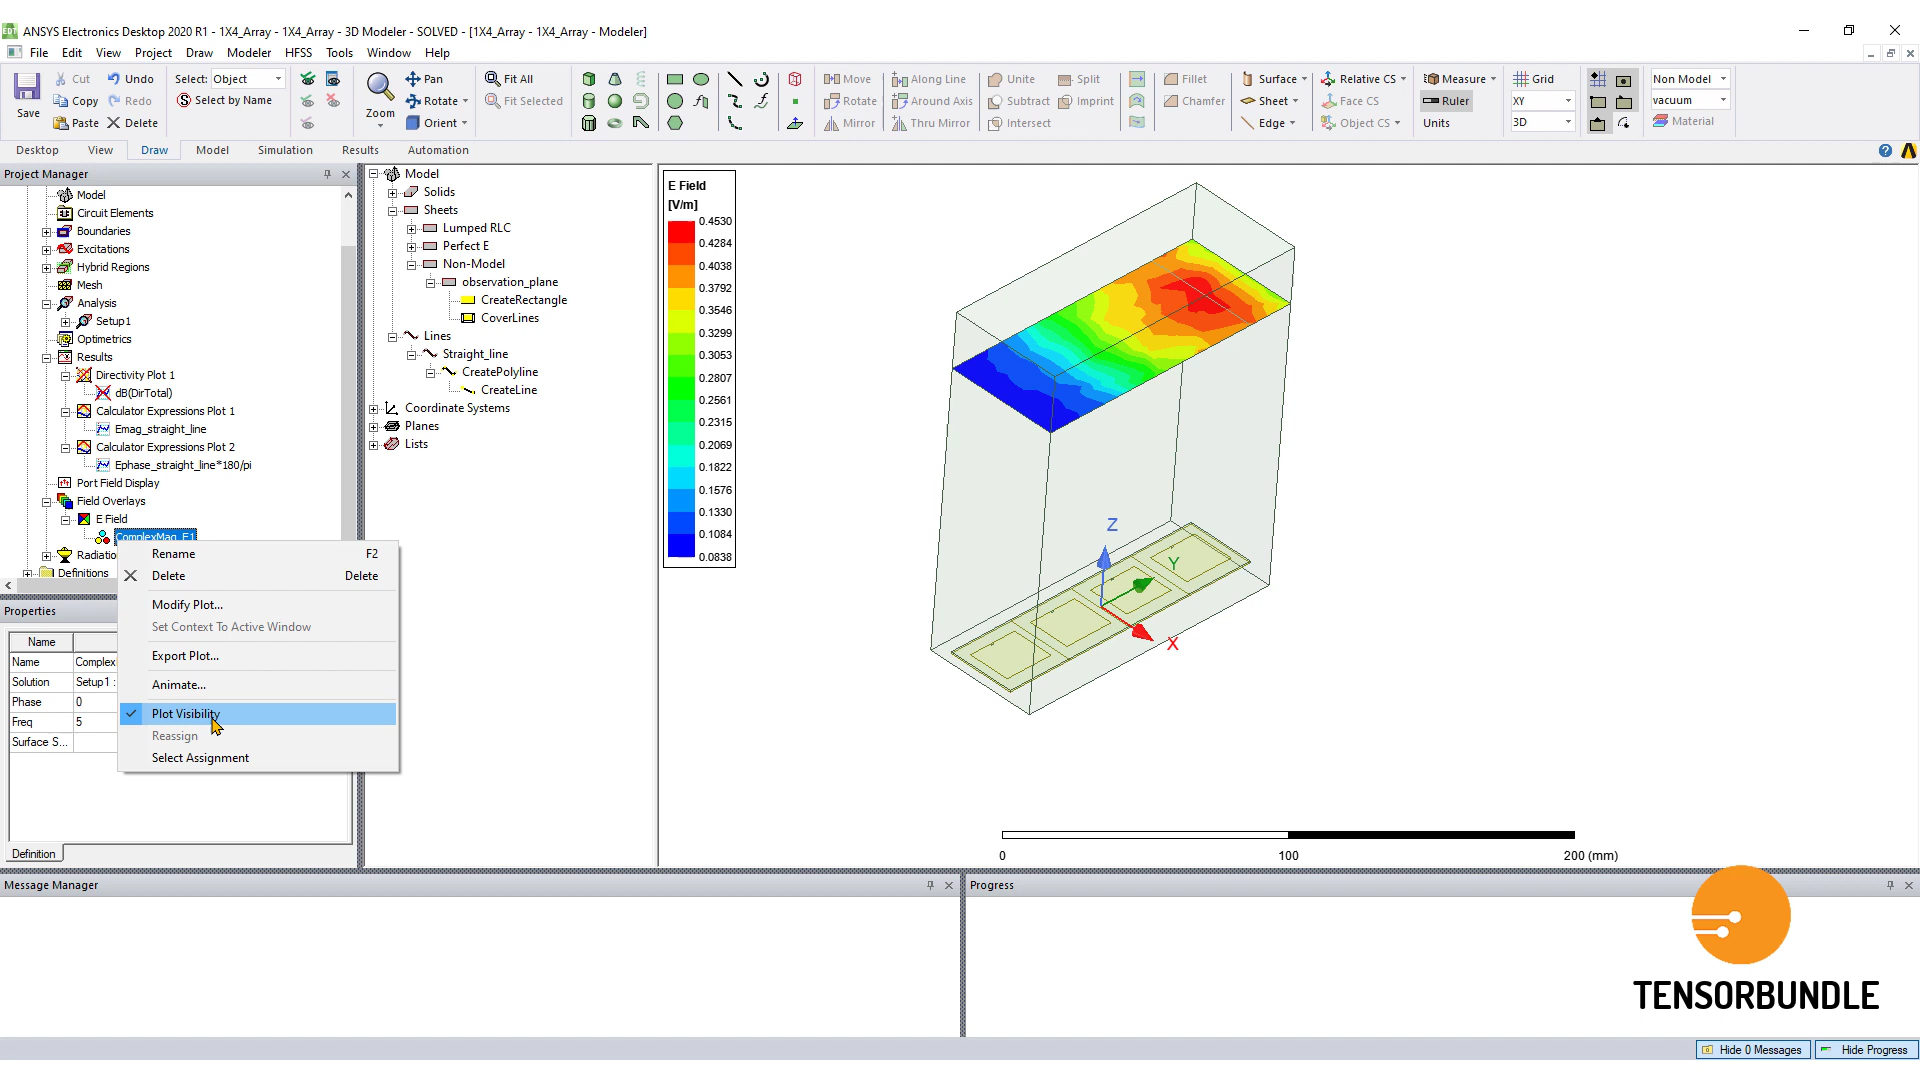 ANSYS Electronics Desktop 2020 R1 - 1X4_Array - 1X4_Array - 3D Modeler - SOLVED - [1X4_Array - 1X4_Array - Modeler]
File Edit View Project Draw Modeler HFSS Tools Window Help
Save
Cut
Copy
Paste
Undo
Redo
Delete
Select: Object
Select by Name
Zoom
Pan
Rotate
Orient
Fit All
Fit Selected
Move
Rotate
Mirror
Along Line
Around Axis
Thru Mirror
Unite
Subtract
Intersect
Split
Imprint
Fillet
Chamfer
Surface
Sheet
Edge
Relative CS
Face CS
Object CS
Measure
Ruler
Units
Grid
XY
3D
Non Model
vacuum
Material
Desktop View Draw Model Simulation Results Automation
Project Manager
Model
Circuit Elements
Boundaries
Excitations
Hybrid Regions
Mesh
Analysis
Setup1
Optimetrics
Results
Directivity Plot 1
dB(DirTotal)
Calculator Expressions Plot 1
Emag_straight_line
Calculator Expressions Plot 2
Ephase_straight_line*180/pi
Port Field Display
Field Overlays
E Field
ComplexMag_E1
Radiatio
Definitions
Rename F2
Delete Delete
Modify Plot...
Set Context To Active Window
Export Plot...
Animate...
Plot Visibility
Reassign
Select Assignment
Properties
Name
Name Complex
Solution Setup1 :
Phase 0
Freq 5
Surface S...
Definition
Model
Solids
Sheets
Lumped RLC
Perfect E
Non-Model
observation_plane
CreateRectangle
CoverLines
Lines
Straight_line
CreatePolyline
CreateLine
Coordinate Systems
Planes
Lists
E Field
[V/m]
0.4530
0.4284
0.4038
0.3792
0.3546
0.3299
0.3053
0.2807
0.2561
0.2315
0.2069
0.1822
0.1576
0.1330
0.1084
0.0838
Z
Y
X
0 100 200 (mm)
Message Manager
Progress
TENSORBUNDLE
Hide 0 Messages
Hide Progress